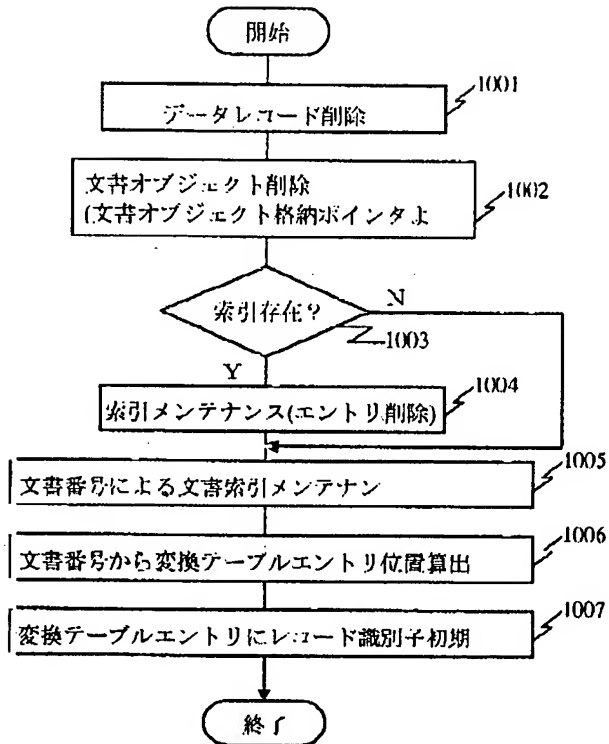 開始
1001
データレコード削除
文書オブジェクト削除
(文書オブジェクト格納ポインタよ
1002
索引存在?
N
1003
Y
1004
索引メンテナンス(エントリ削除)
1005
文書番号による文書索引メンテナン
1006
文書番号から変換テーブルエントリ位置算出
1007
変換テーブルエントリにレコード識別子初期
終了